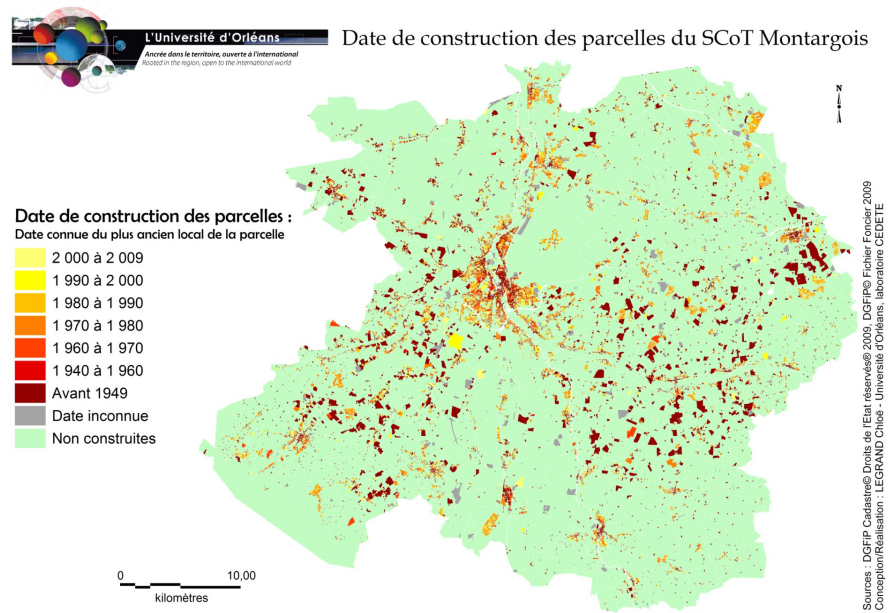 L'Université d'Orléans
Ancrée dans le territoire, ouverte à l'international
Rooted in the region, open to the international world
Date de construction des parcelles du SCoT Montargois
N
Date de construction des parcelles :
Date connue du plus ancien local de la parcelle
2 000 à 2 009
1 990 à 2 000
1 980 à 1 990
1 970 à 1 980
1 960 à 1 970
1 940 à 1 960
Avant 1949
Date inconnue
Non construites
0 10,00
kilomètres
Sources : DGFiP Cadastre© Droits de l'Etat réservés® 2009, DGFiP© Fichier Foncier 2009
Sonception/Réalisation : LEGRAND Chloé - Université d'Orléans, laboratoire CEDETE